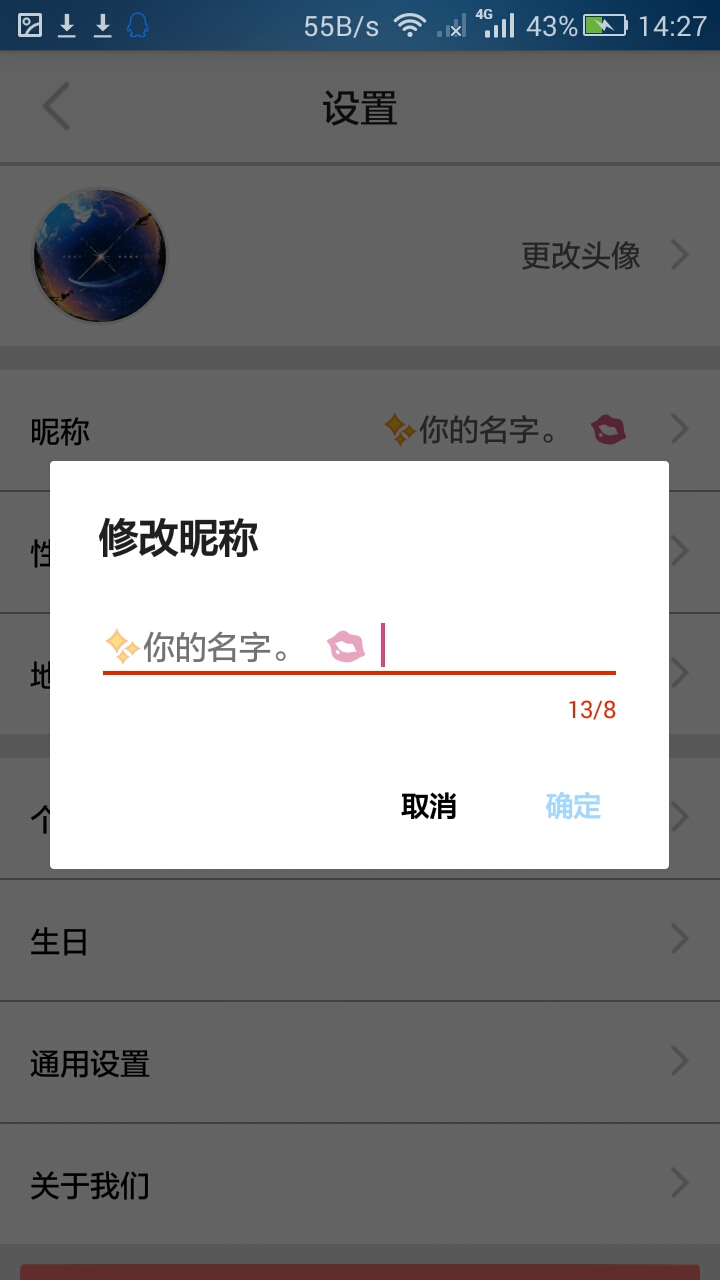 55B/s 4G 43% 14:27
设置
更改头像
昵称 ✨你的名字。 💋
修改昵称
性
✨你的名字。 💋
地
13/8
取消 确定
个
生日
通用设置
关于我们